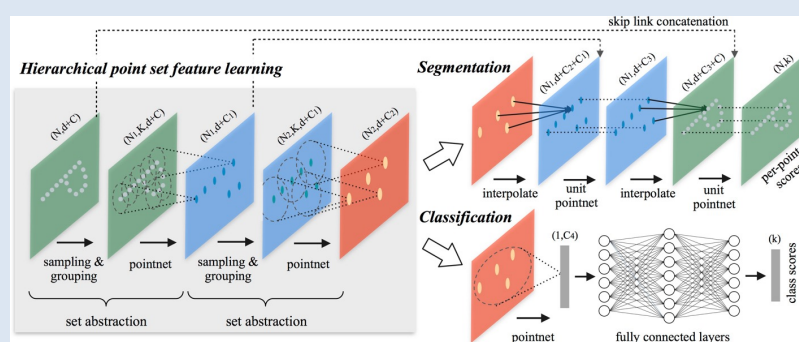 skip link concatenation
Hierarchical point set feature learning
(N,d+C)
(N1,K,d+C)
(N1,d+C1)
(N2,K,d+C1)
(N2,d+C2)
sampling &
grouping
pointnet
sampling &
grouping
pointnet
set abstraction
set abstraction
Segmentation
(N1,d+C2+C1)
(N1,d+C3)
(N,d+C3+C)
(N,k)
per-point
scores
interpolate
unit
pointnet
interpolate
unit
pointnet
Classification
(1,C4)
(k)
class scores
pointnet
fully connected layers